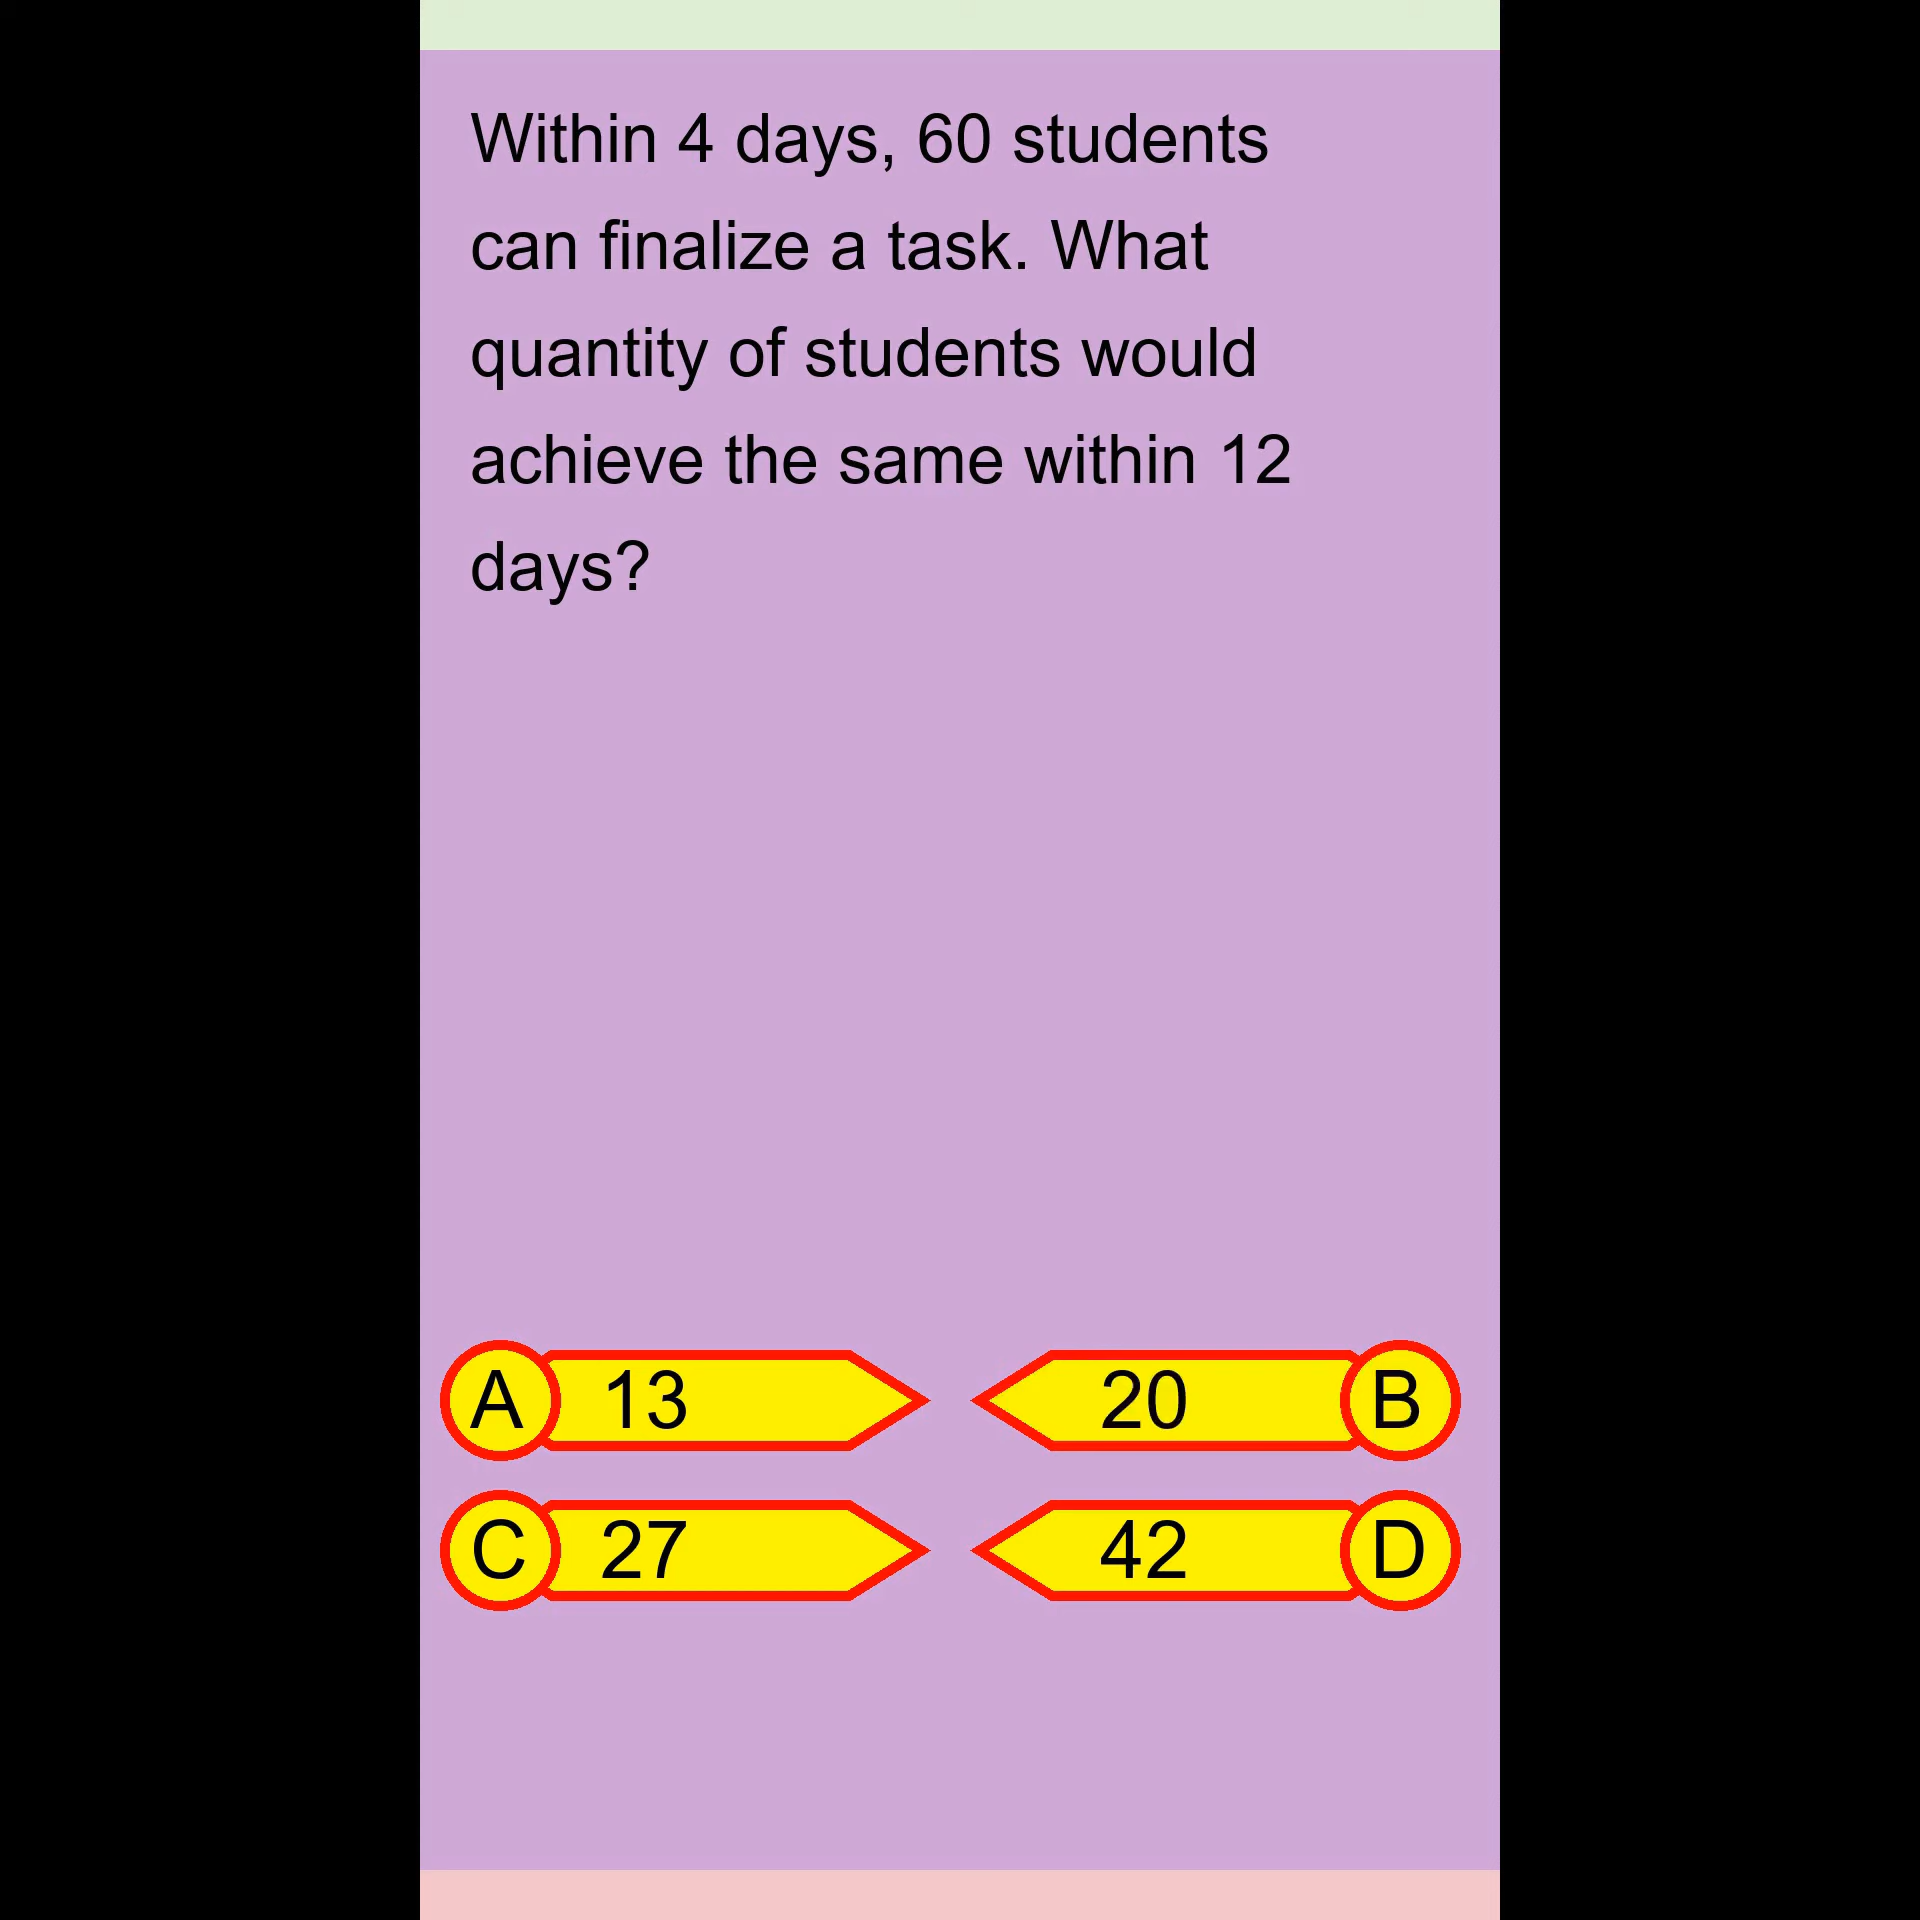 Within 4 days, 60 students
can finalize a task. What
quantity of students would
achieve the same within 12
days?
A 13
20 B
C 27
42 D